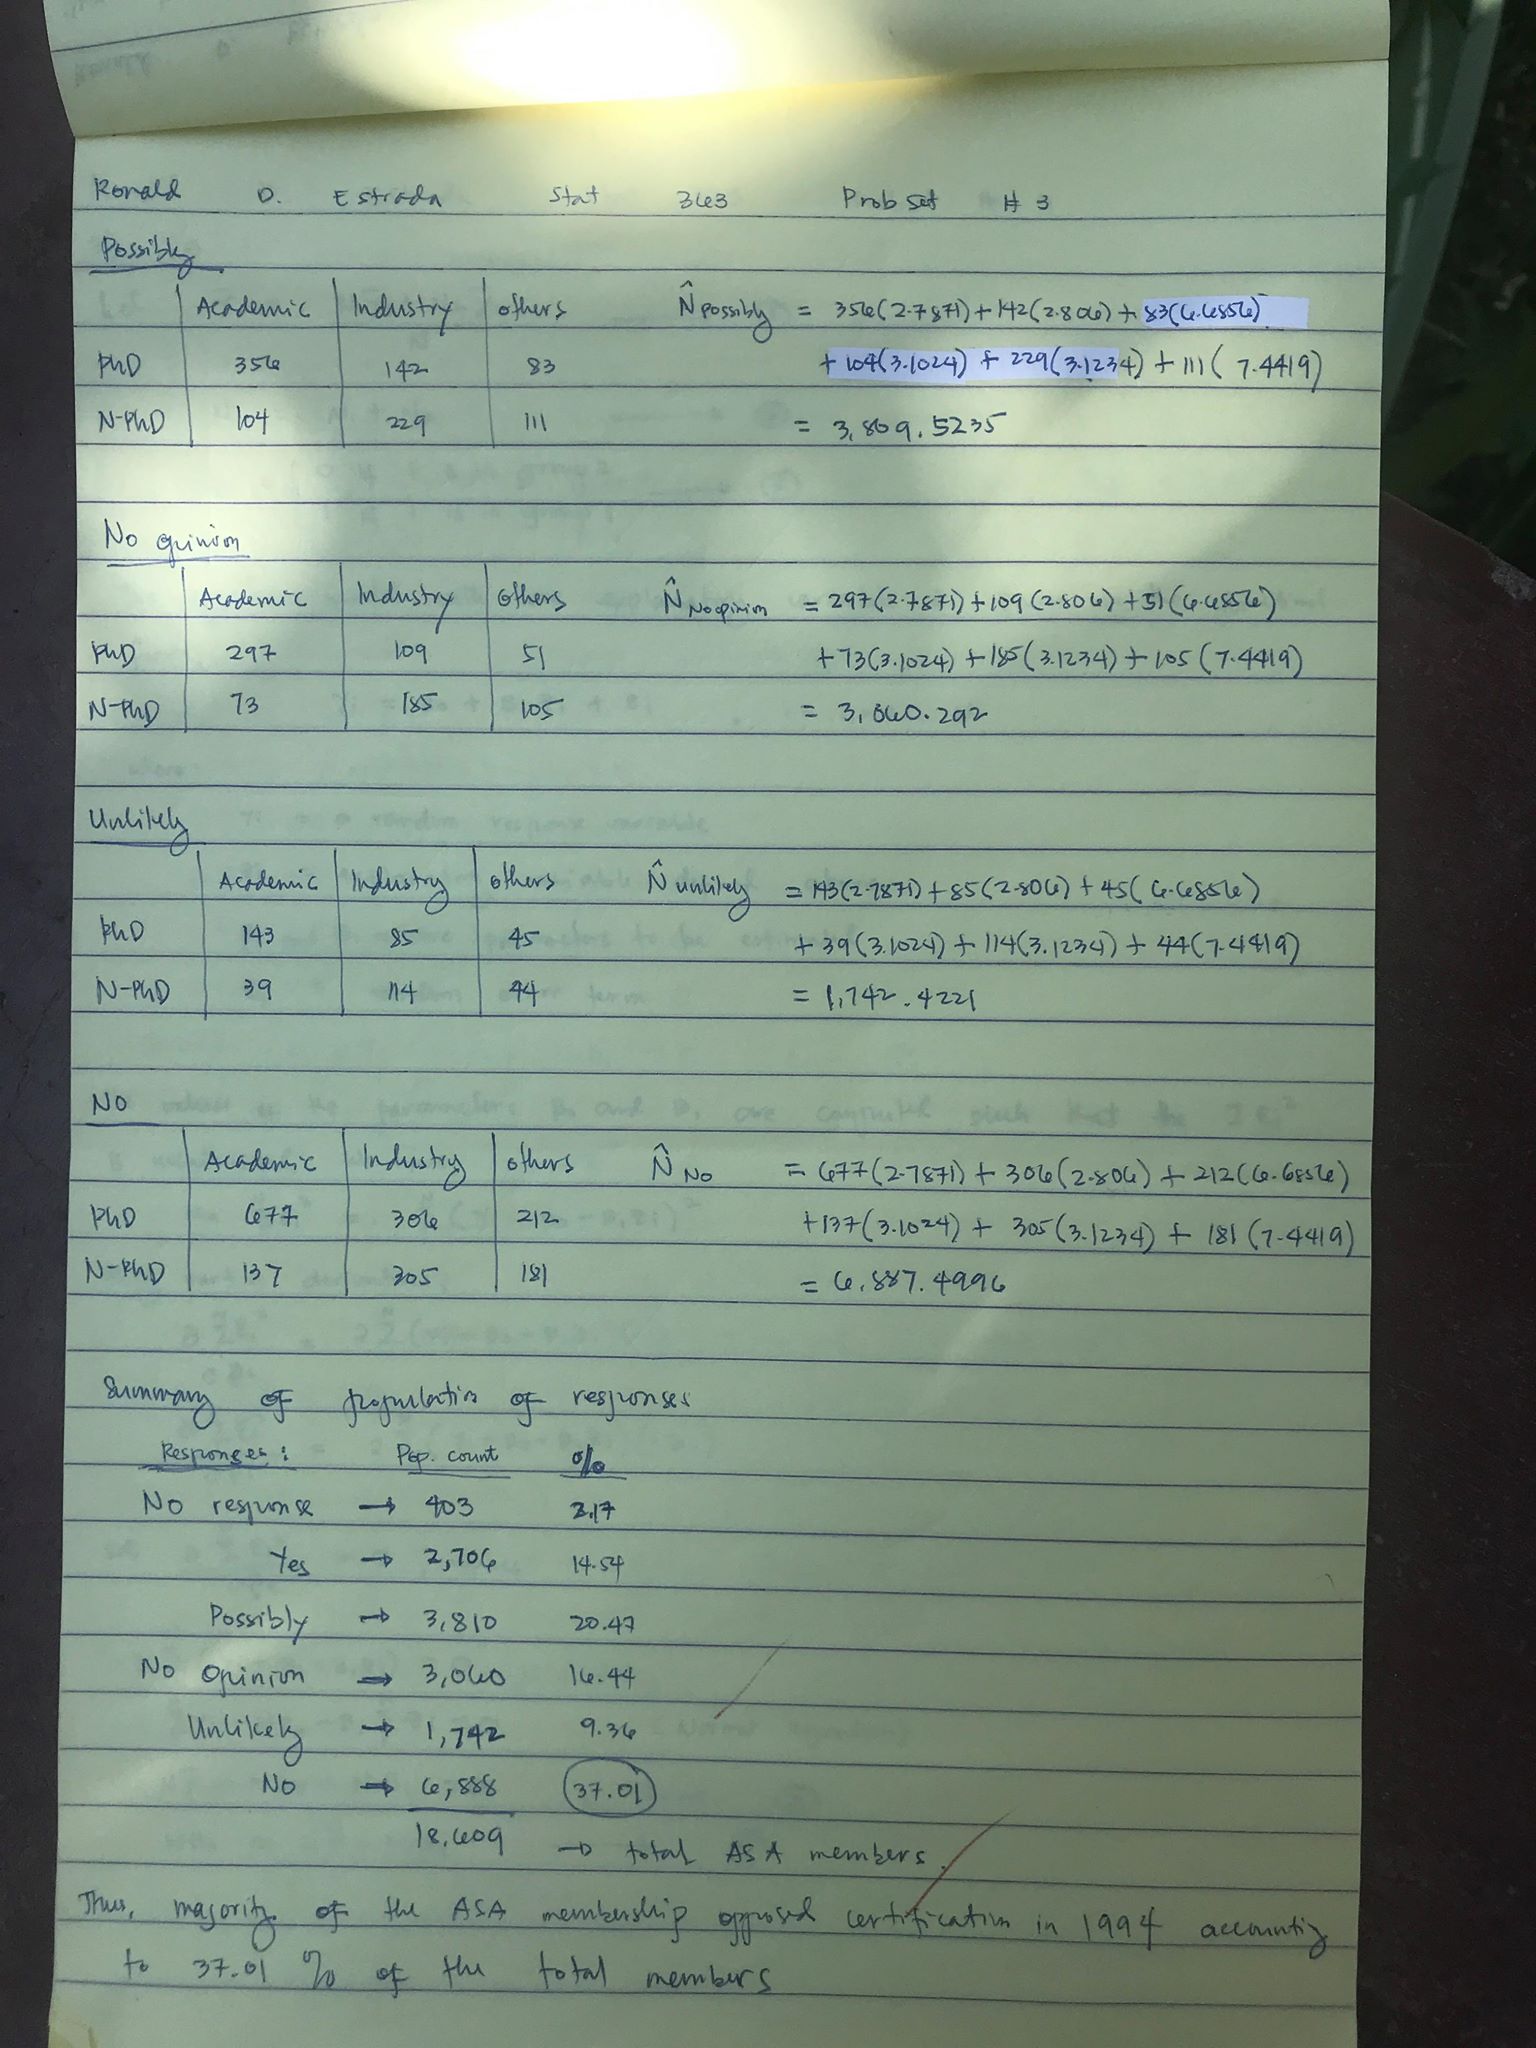 Ronald D. Estrada Stat 363 Prob set # 3
Possibly
Academic Industry Others N̂ Possibly = 356(2.7871)+142(2.806)+83(6.6856)
PhD 356 142 83 + 104(3.1024) + 229(3.1234) + 111(7.4419)
N-PhD 104 229 111 = 3,809.5235
No opinion
Academic Industry Others N̂ No opinion = 297(2.7871)+109(2.806)+51(6.6856)
PhD 297 109 51 +73(3.1024)+185(3.1234)+105(7.4419)
N-PhD 73 185 105 = 3,060.292
Unlikely
Academic Industry Others N̂ unlikely = 143(2.7871)+85(2.806)+45(6.6856)
PhD 143 85 45 + 39(3.1024) + 114(3.1234) + 44(7.4419)
N-PhD 39 114 44 = 1,742.4221
No
Academic Industry Others N̂ No = 677(2.7871) + 306(2.806) + 212(6.6856)
PhD 677 306 212 +137(3.1024) + 305(3.1234) + 181(7.4419)
N-PhD 137 305 181 = 6,887.4996
Summary of population of responses
Responses: Pop. count %
No response → 403 2.17
Yes → 2,706 14.54
Possibly → 3,810 20.47
No Opinion → 3,060 16.44
Unlikely → 1,742 9.36
No → 6,888 37.01
18,609 → total ASA members.
Thus, majority of the ASA membership opposed certification in 1994 accounting
to 37.01 % of the total members